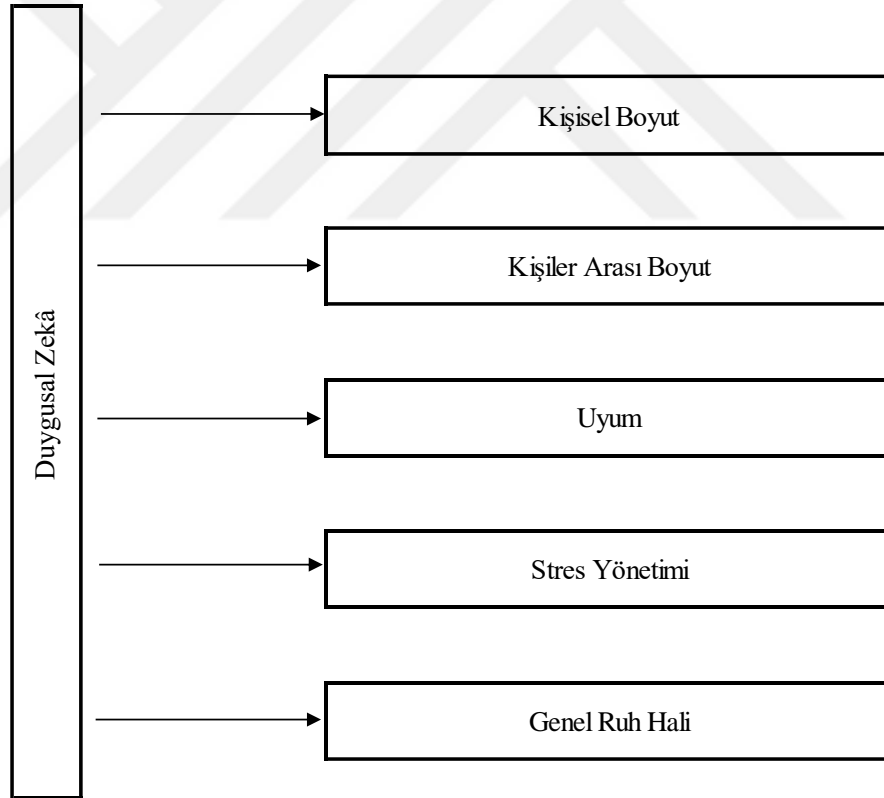 Duygusal Zekâ
Kişisel Boyut
Kişiler Arası Boyut
Uyum
Stres Yönetimi
Genel Ruh Hali